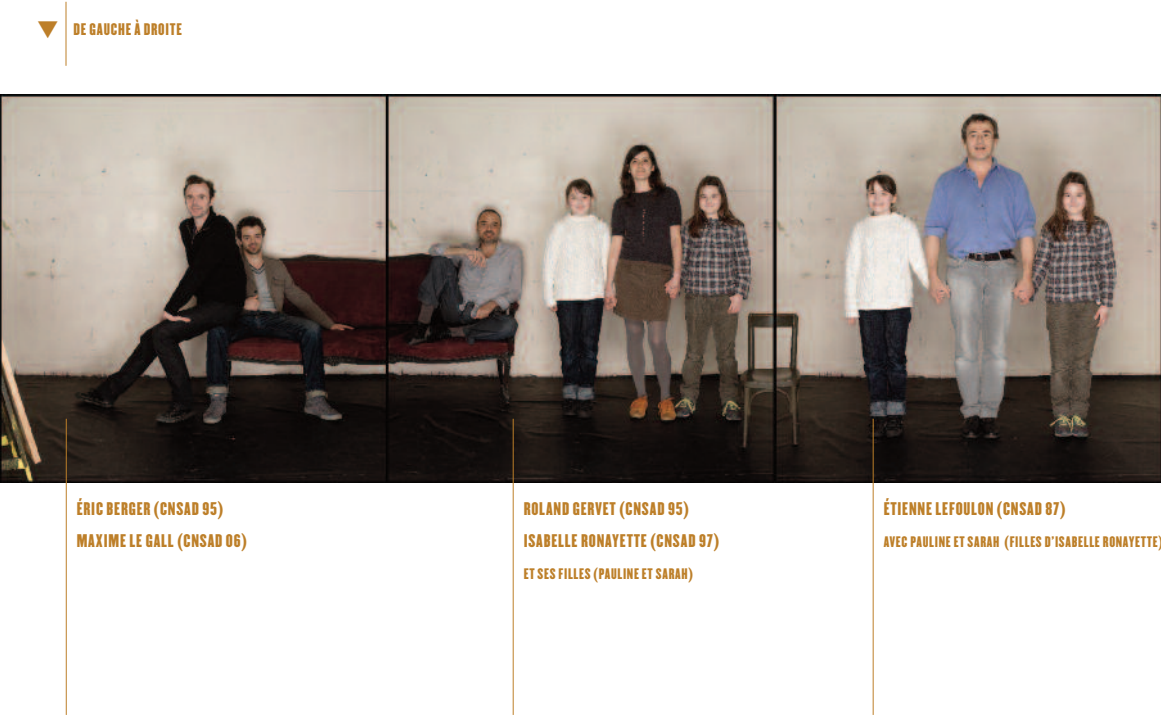 DE GAUCHE À DROITE
ÉRIC BERGER (CNSAD 95)
MAXIME LE GALL (CNSAD 06)
ROLAND GERVET (CNSAD 95)
ISABELLE RONAYETTE (CNSAD 97)
ET SES FILLES (PAULINE ET SARAH)
ÉTIENNE LEFOULON (CNSAD 87)
AVEC PAULINE ET SARAH (FILLES D'ISABELLE RONAYETTE)